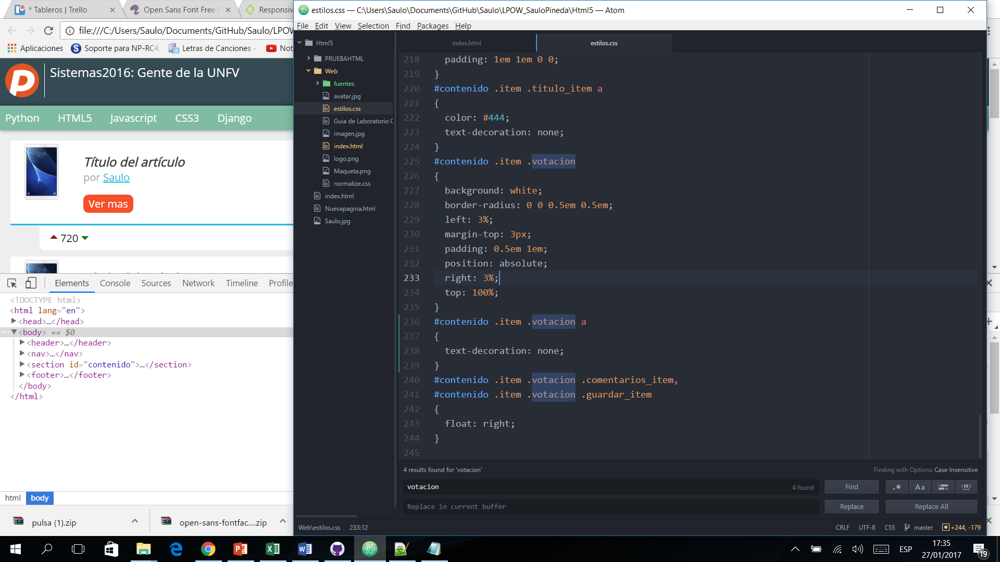 * Tableros | Trello
Open Sans Font Free
Responsiv
file:///C:/Users/Saulo/Documents/GitHub/Saulo/LPOW
Aplicaciones
Soporte para NP-RC4
Letras de Canciones -
Not
Sistemas2016: Gente de la UNFV
Python
HTML5
Javascript
CSS3
Django
12:45
Título del artículo
por Saulo
Ver mas
720
Elements
Console
Sources
Network
Timeline
Profile
<!DOCTYPE html>
<html lang="en">
<head>…</head>
<body> == $0
<header>…</header>
<nav>…</nav>
<section id="contenido">…</section>
<footer>…</footer>
</body>
</html>
html
body
pulsa (1).zip
open-sans-fontfac....zip
estilos.css — C:\Users\Saulo\Documents\GitHub\Saulo\LPOW_SauloPineda\Html5 — Atom
File Edit View Selection Find Packages Help
Html5
PRUEBAHTML
Web
fuentes
avatar.jpg
estilos.css
Guia de Laboratorio C
imagen.jpg
index.html
logo.png
Maqueta.png
normalize.css
index.html
Nuevapagina.html
Saulo.jpg
index.html
estilos.css
218 padding: 1em 1em 0 0;
219 }
220 #contenido .item .titulo_item a
221 {
222 color: #444;
223 text-decoration: none;
224 }
225 #contenido .item .votacion
226 {
227 background: white;
228 border-radius: 0 0 0.5em 0.5em;
229 left: 3%;
230 margin-top: 3px;
231 padding: 0.5em 1em;
232 position: absolute;
233 right: 3%;
234 top: 100%;
235 }
236 #contenido .item .votacion a
237 {
238 text-decoration: none;
239 }
240 #contenido .item .votacion .comentarios_item,
241 #contenido .item .votacion .guardar_item
242 {
243 float: right;
244 }
245
4 results found for 'votacion'
Finding with Options: Case Insensitive
votacion
4 found
Find
.*
Aa
Replace in current buffer
Replace
Replace All
Web\estilos.css
233:12
CRLF
UTF-8
CSS
master
+244, -179
ESP
17:35
27/01/2017
19